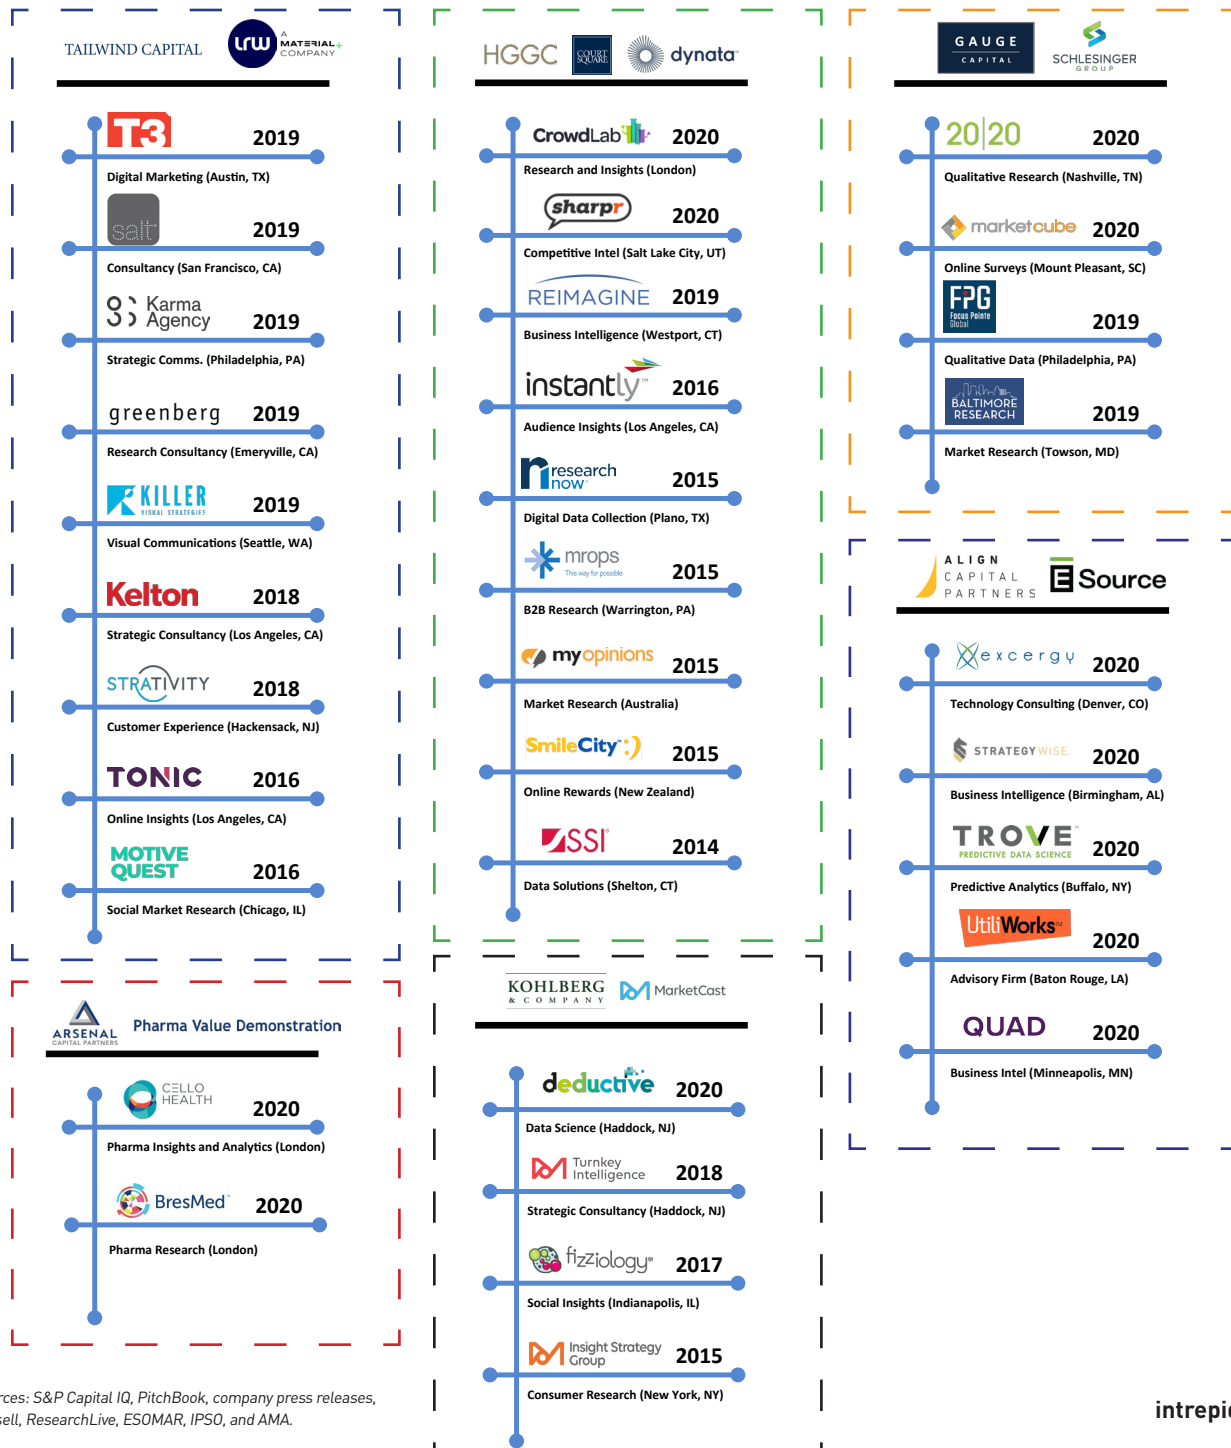 TAILWIND CAPITAL
lrw
A
MATERIAL+
COMPANY
T3
2019
Digital Marketing (Austin, TX)
salt
2019
Consultancy (San Francisco, CA)
Karma
Agency
2019
Strategic Comms. (Philadelphia, PA)
greenberg
2019
Research Consultancy (Emeryville, CA)
KILLER
VISUAL STRATEGIES
2019
Visual Communications (Seattle, WA)
Kelton
2018
Strategic Consultancy (Los Angeles, CA)
STRATIVITY
2018
Customer Experience (Hackensack, NJ)
TONIC
2016
Online Insights (Los Angeles, CA)
MOTIVE
QUEST
2016
Social Market Research (Chicago, IL)
ARSENAL
CAPITAL PARTNERS
Pharma Value Demonstration
CELLO
HEALTH
2020
Pharma Insights and Analytics (London)
BresMed™
2020
Pharma Research (London)
HGGC
COURT
SQUARE
dynata™
CrowdLab
2020
Research and Insights (London)
sharpr
2020
Competitive Intel (Salt Lake City, UT)
REIMAGINE
2019
Business Intelligence (Westport, CT)
instantly™
2016
Audience Insights (Los Angeles, CA)
research
now
2015
Digital Data Collection (Plano, TX)
mrops
This way for possible
2015
B2B Research (Warrington, PA)
myopinions
2015
Market Research (Australia)
SmileCity™ :)
2015
Online Rewards (New Zealand)
SSI
2014
Data Solutions (Shelton, CT)
KOHLBERG
& COMPANY
MarketCast
deductive
2020
Data Science (Haddock, NJ)
Turnkey
Intelligence
2018
Strategic Consultancy (Haddock, NJ)
fizziology®
2017
Social Insights (Indianapolis, IL)
Insight Strategy
Group
2015
Consumer Research (New York, NY)
GAUGE
CAPITAL
SCHLESINGER
GROUP
20|20
2020
Qualitative Research (Nashville, TN)
marketcube
2020
Online Surveys (Mount Pleasant, SC)
FPG
Focus Pointe
Global
2019
Qualitative Data (Philadelphia, PA)
BALTIMORE
RESEARCH
2019
Market Research (Towson, MD)
ALIGN
CAPITAL
PARTNERS
E Source
excergy
2020
Technology Consulting (Denver, CO)
STRATEGYWISE
2020
Business Intelligence (Birmingham, AL)
TROVE™
PREDICTIVE DATA SCIENCE
2020
Predictive Analytics (Buffalo, NY)
UtiliWorks™
2020
Advisory Firm (Baton Rouge, LA)
QUAD
2020
Business Intel (Minneapolis, MN)
rces: S&P Capital IQ, PitchBook, company press releases,
sell, ResearchLive, ESOMAR, IPSO, and AMA.
intrepid